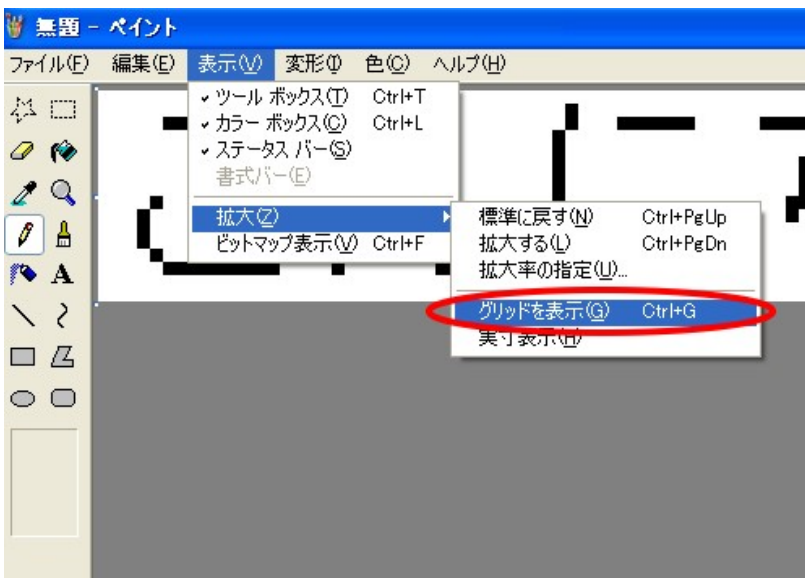 無題 - ペイント
ファイル(F) 編集(E) 表示(V) 変形(I) 色(C) ヘルプ(H)
ツール ボックス(T) Ctrl+T
カラー ボックス(C) Ctrl+L
ステータス バー(S)
書式バー(E)
拡大(Z)
ビットマップ表示(V) Ctrl+F
標準に戻す(N) Ctrl+PgUp
拡大する(L) Ctrl+PgDn
拡大率の指定(U)...
グリッドを表示(G) Ctrl+G
実寸表示(H)
A